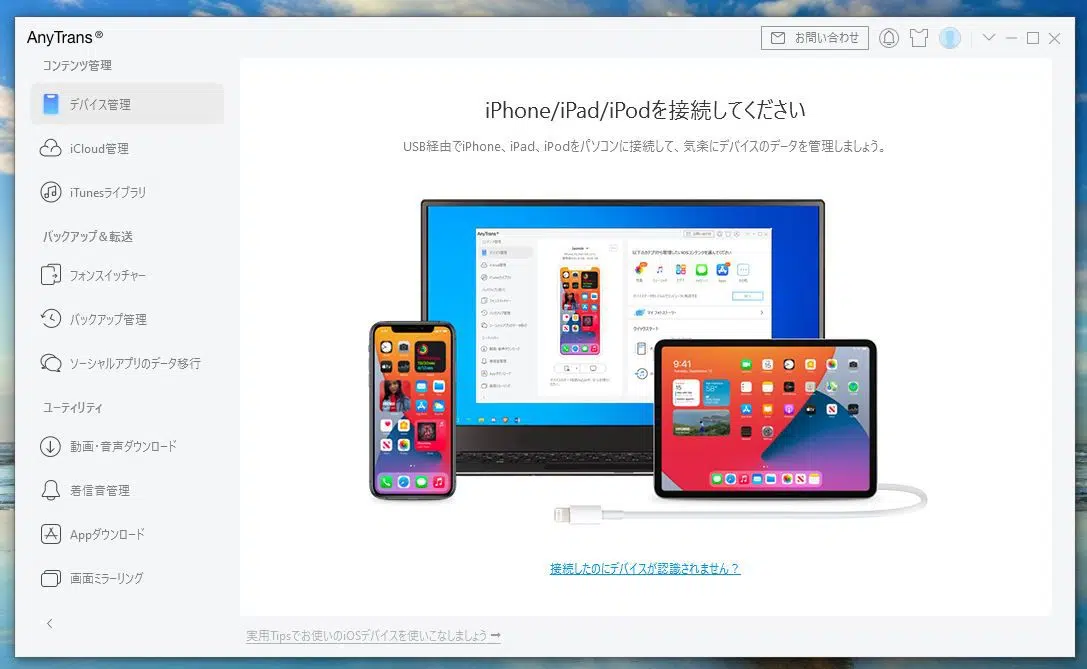 AnyTrans®
お問い合わせ
コンテンツ管理
デバイス管理
iCloud管理
iTunesライブラリ
バックアップ＆転送
フォンスイッチャー
バックアップ管理
ソーシャルアプリのデータ移行
ユーティリティ
動画・音声ダウンロード
着信音管理
Appダウンロード
画面ミラーリング
iPhone/iPad/iPodを接続してください
USB経由でiPhone、iPad、iPodをパソコンに接続して、気楽にデバイスのデータを管理しましょう。
AnyTrans®
9:41
接続したのにデバイスが認識されません？
実用Tipsでお使いのiOSデバイスを使いこなしましょう